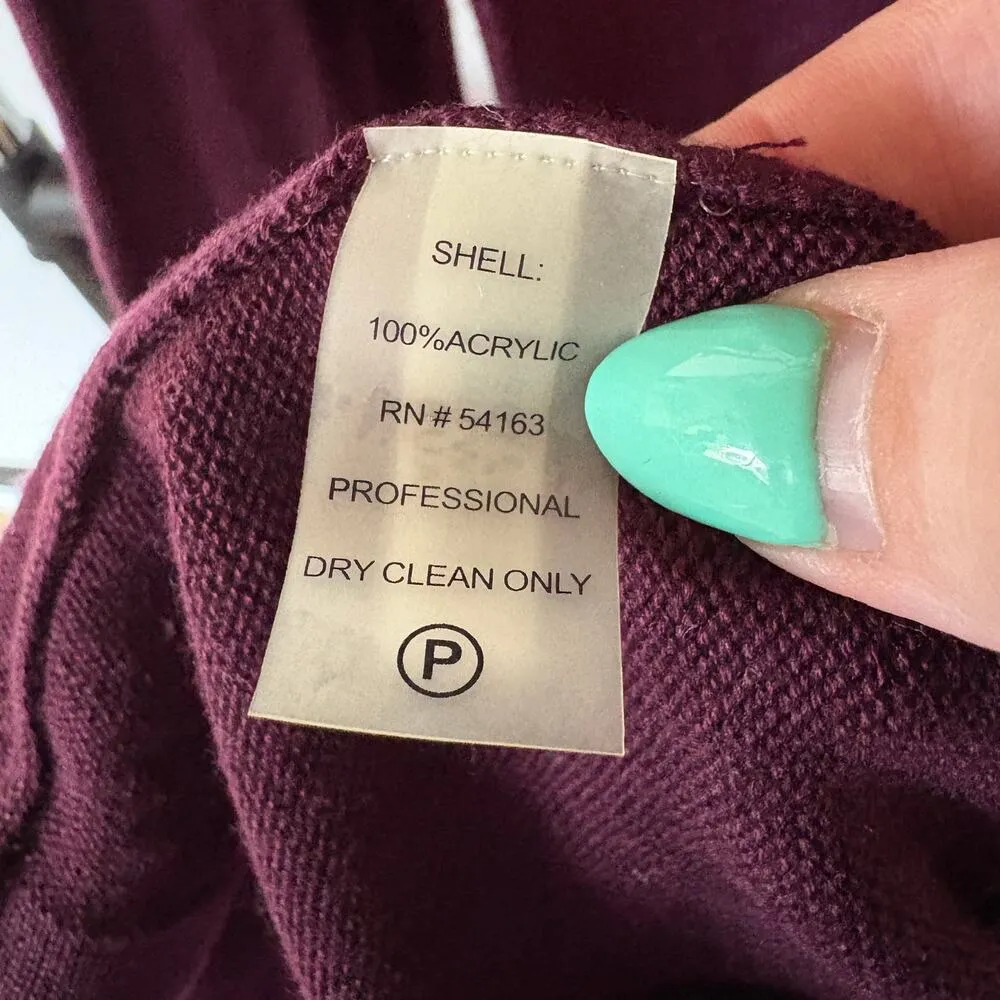 SHELL:
100%ACRYLIC
RN # 54163
PROFESSIONAL
DRY CLEAN ONLY
P